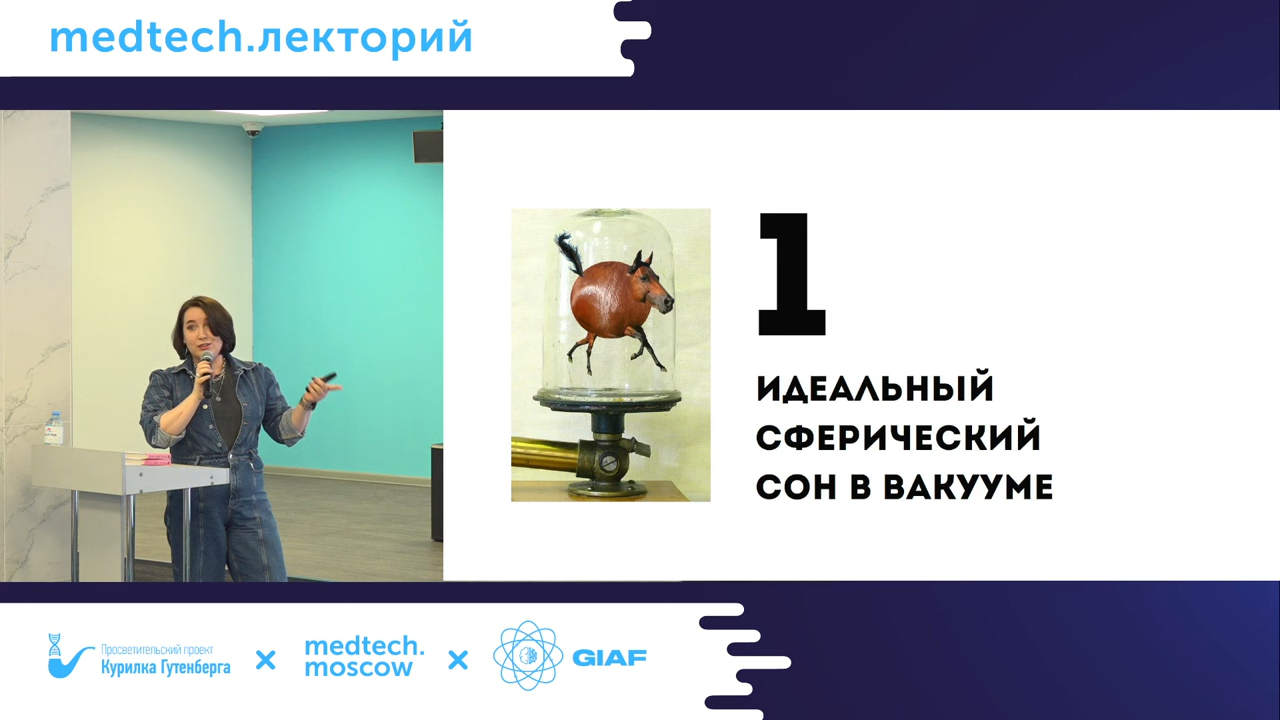 medtech.лекторий
1
ИДЕАЛЬНЫЙ
СФЕРИЧЕСКИЙ
СОН В ВАКУУМЕ
Просветительский проект
Курилка Гутенберга
medtech.
moscow
GIAF